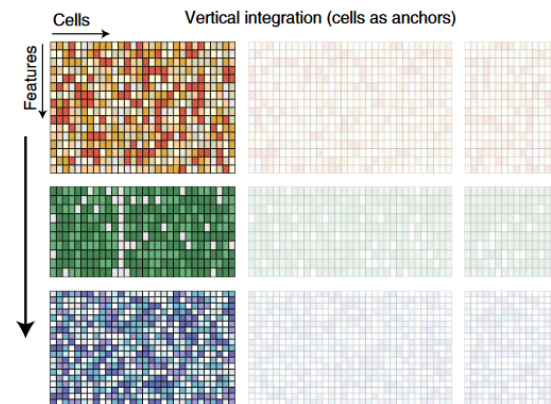 Cells
Vertical integration (cells as anchors)
Features